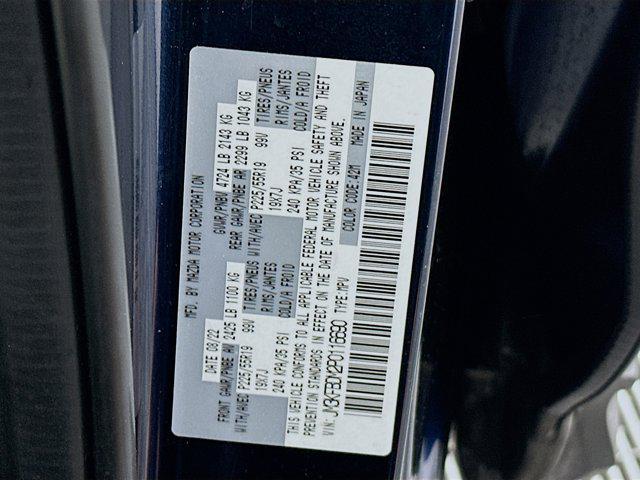 MFD. BY MAZDA MOTOR CORPORATION
DATE 08/22 GVWR/PNBV 4724 LB 2143 KG
FRONT GAWR/PNBE AV 2425 LB 1100 KG REAR GAWR/PNBE AR 2299 LB 1043 KG
WITH/AVEC P225/55R19 99V TIRES/PNEUS WITH/AVEC P225/55R19 99V TIRES/PNEUS
19X7J RIMS/JANTES 19X7J RIMS/JANTES
240 KPA/35 PSI COLD/A FROID 240 KPA/35 PSI COLD/A FROID
THIS VEHICLE CONFORMS TO ALL APPLICABLE FEDERAL MOTOR VEHICLE SAFETY AND THEFT
PREVENTION STANDARDS IN EFFECT ON THE DATE OF MANUFACTURE SHOWN ABOVE.
VIN: TYPE: MPV COLOR CODE 42M MADE IN JAPAN